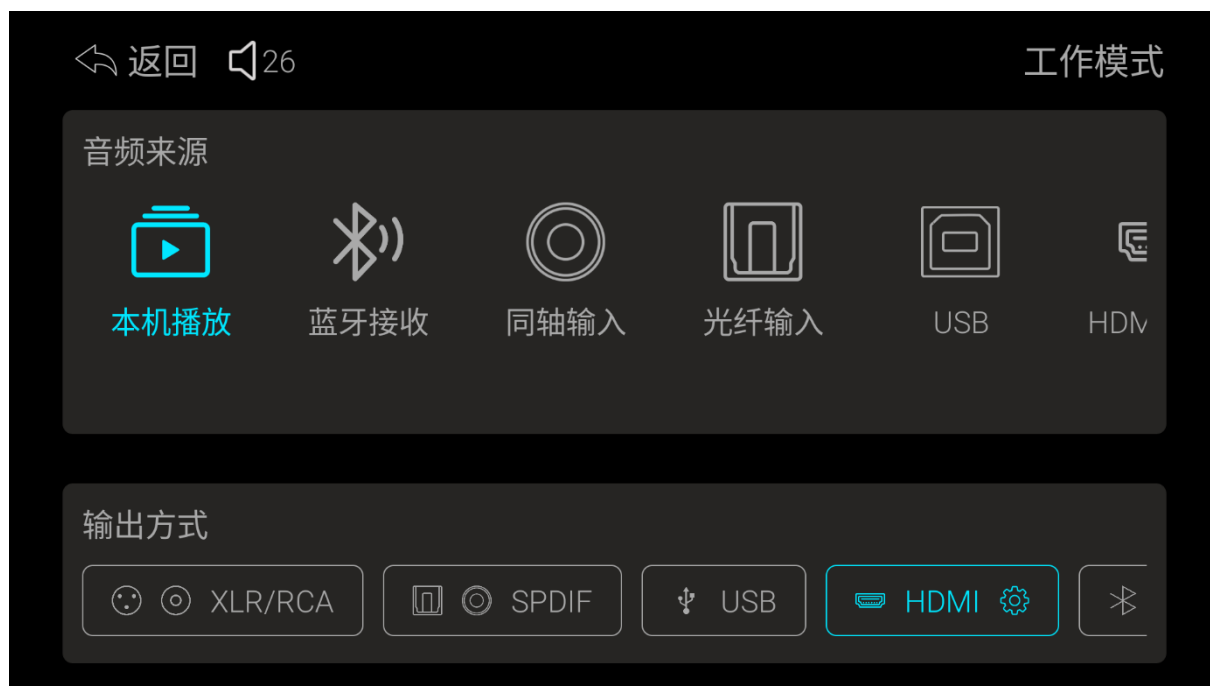 返回 26 工作模式
音频来源
本机播放 蓝牙接收 同轴输入 光纤输入 USB HDM
输出方式
XLR/RCA SPDIF USB HDMI